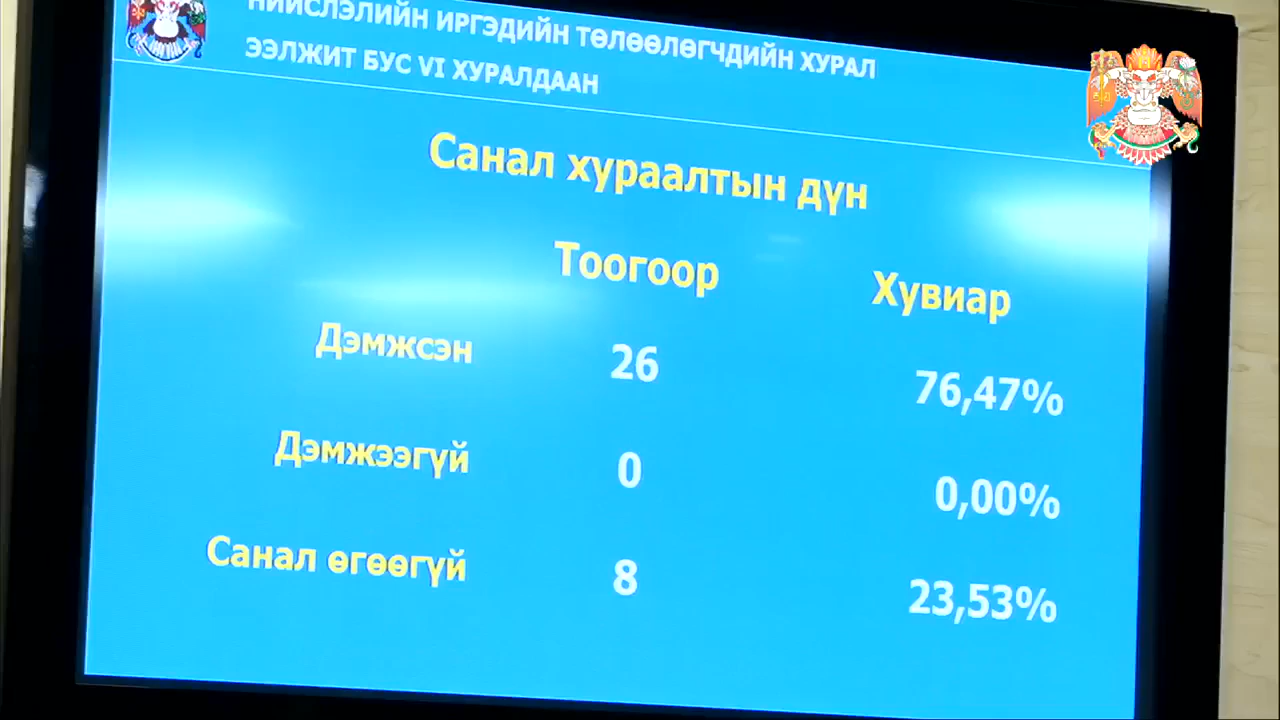 НИЙСЛЭЛИЙН ИРГЭДИЙН ТӨЛӨӨЛӨГЧДИЙН ХУРАЛ
ЭЭЛЖИТ БУС VI ХУРАЛДААН
Санал хураалтын дүн
Тоогоор Хувиар
Дэмжсэн 26 76,47%
Дэмжээгүй 0 0,00%
Санал өгөөгүй 8 23,53%